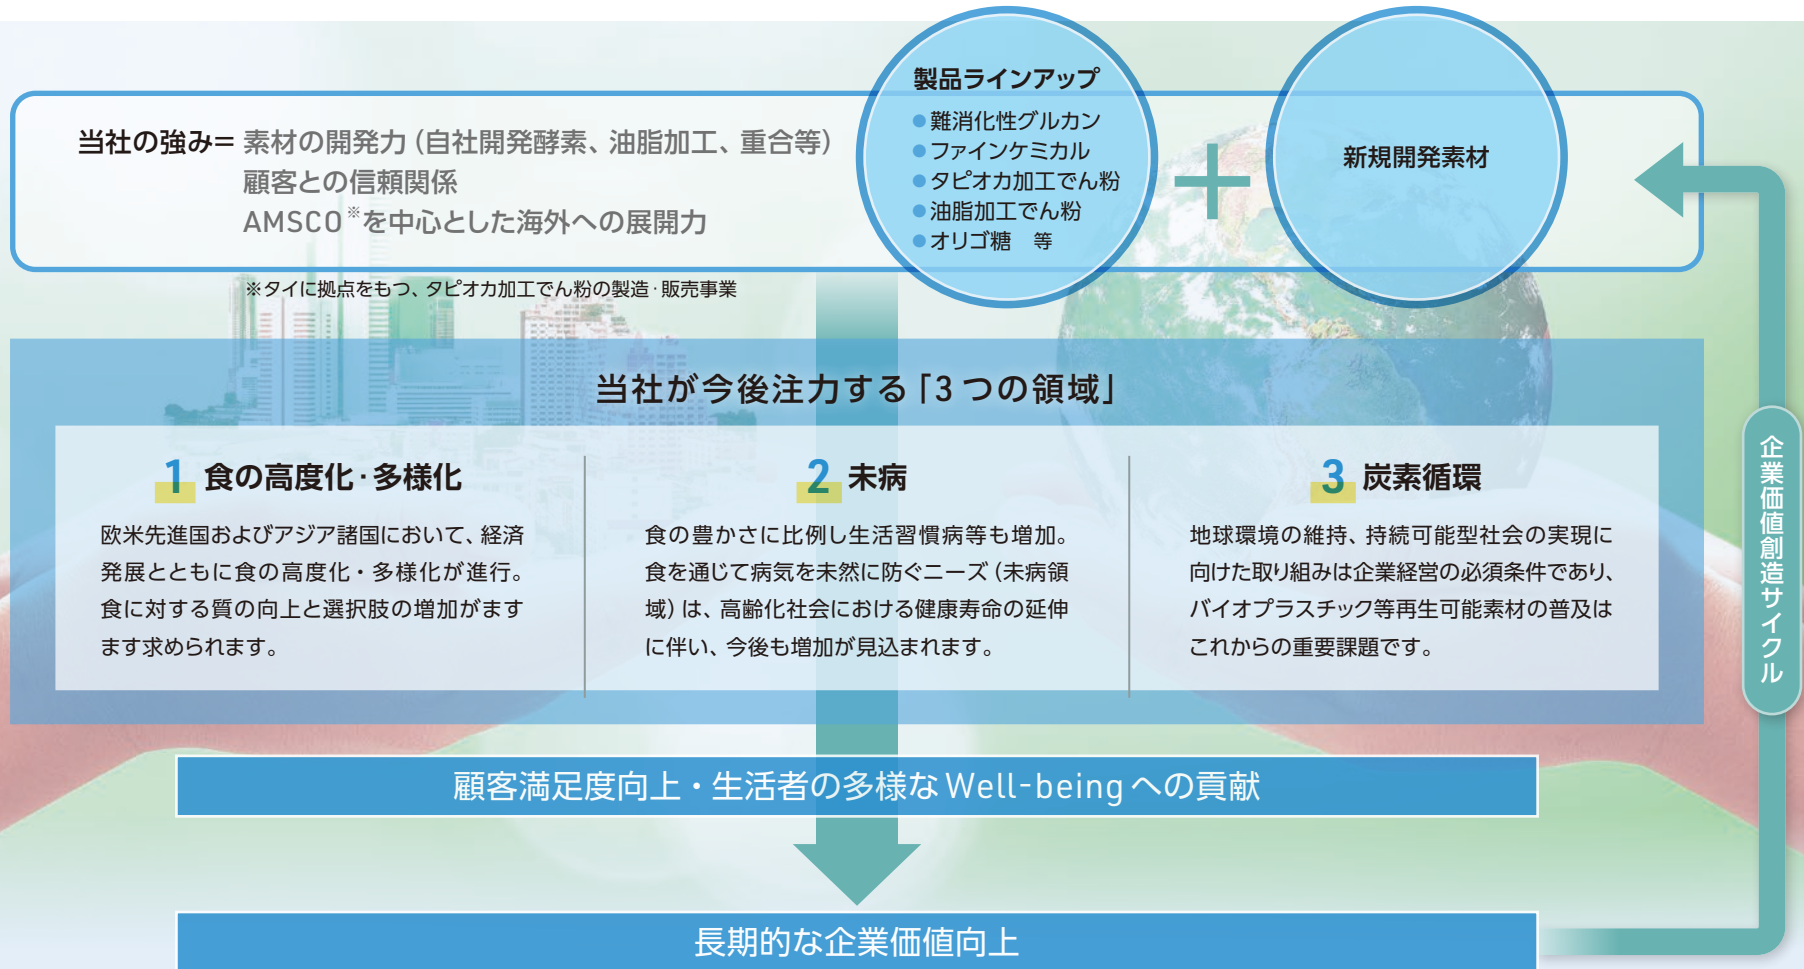 当社の強み＝ 素材の開発力（自社開発酵素、油脂加工、重合等）
顧客との信頼関係
AMSCO※を中心とした海外への展開力
※タイに拠点をもつ、タピオカ加工でん粉の製造・販売事業
製品ラインアップ
●難消化性グルカン
●ファインケミカル
●タピオカ加工でん粉
●油脂加工でん粉
●オリゴ糖　等
＋
新規開発素材
当社が今後注力する「3つの領域」
1 食の高度化・多様化
欧米先進国およびアジア諸国において、経済
発展とともに食の高度化・多様化が進行。
食に対する質の向上と選択肢の増加がます
ます求められます。
2 未病
食の豊かさに比例し生活習慣病等も増加。
食を通じて病気を未然に防ぐニーズ（未病領
域）は、高齢化社会における健康寿命の延伸
に伴い、今後も増加が見込まれます。
3 炭素循環
地球環境の維持、持続可能型社会の実現に
向けた取り組みは企業経営の必須条件であり、
バイオプラスチック等再生可能素材の普及は
これからの重要課題です。
企業価値創造サイクル
顧客満足度向上・生活者の多様なWell-beingへの貢献
長期的な企業価値向上